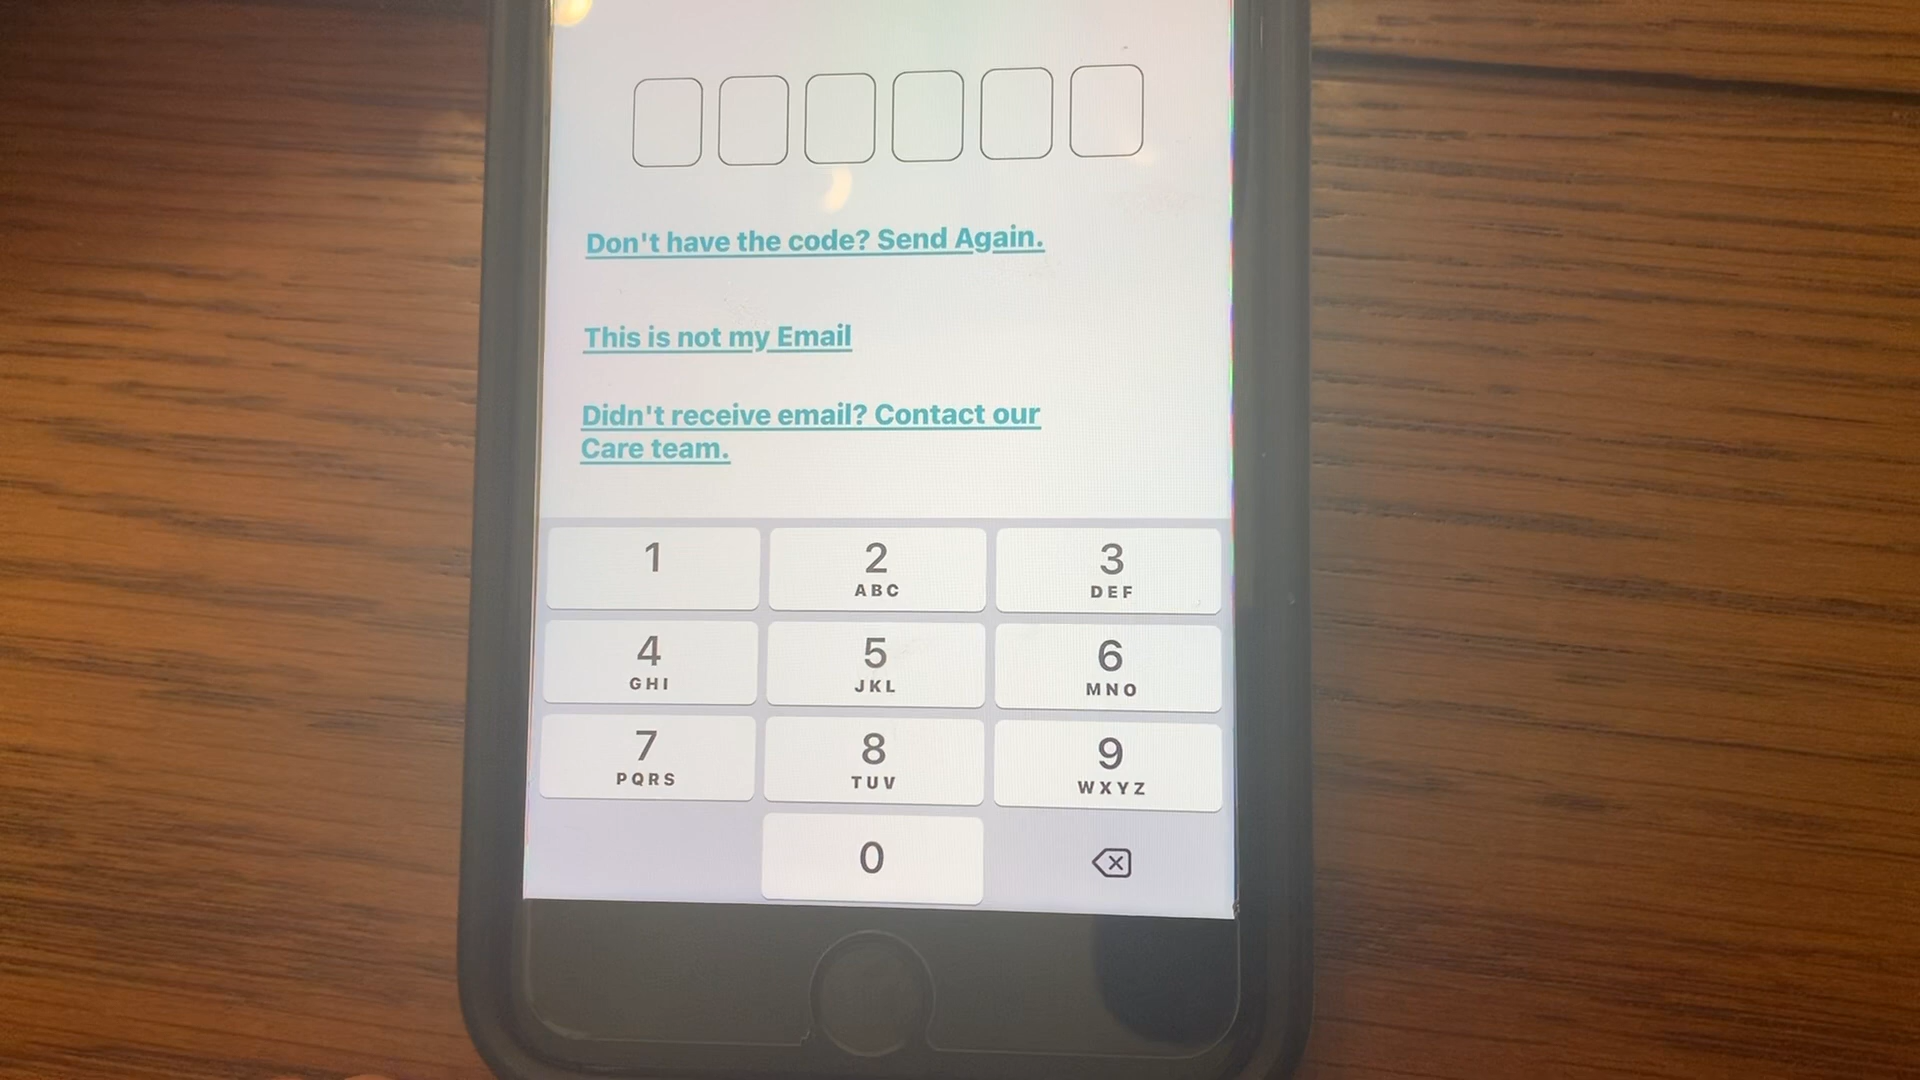 Don't have the code? Send Again.
This is not my Email
Didn't receive email? Contact our
Care team.
1
2
ABC
3
DEF
4
GHI
5
JKL
6
MNO
7
PQRS
8
TUV
9
WXYZ
0